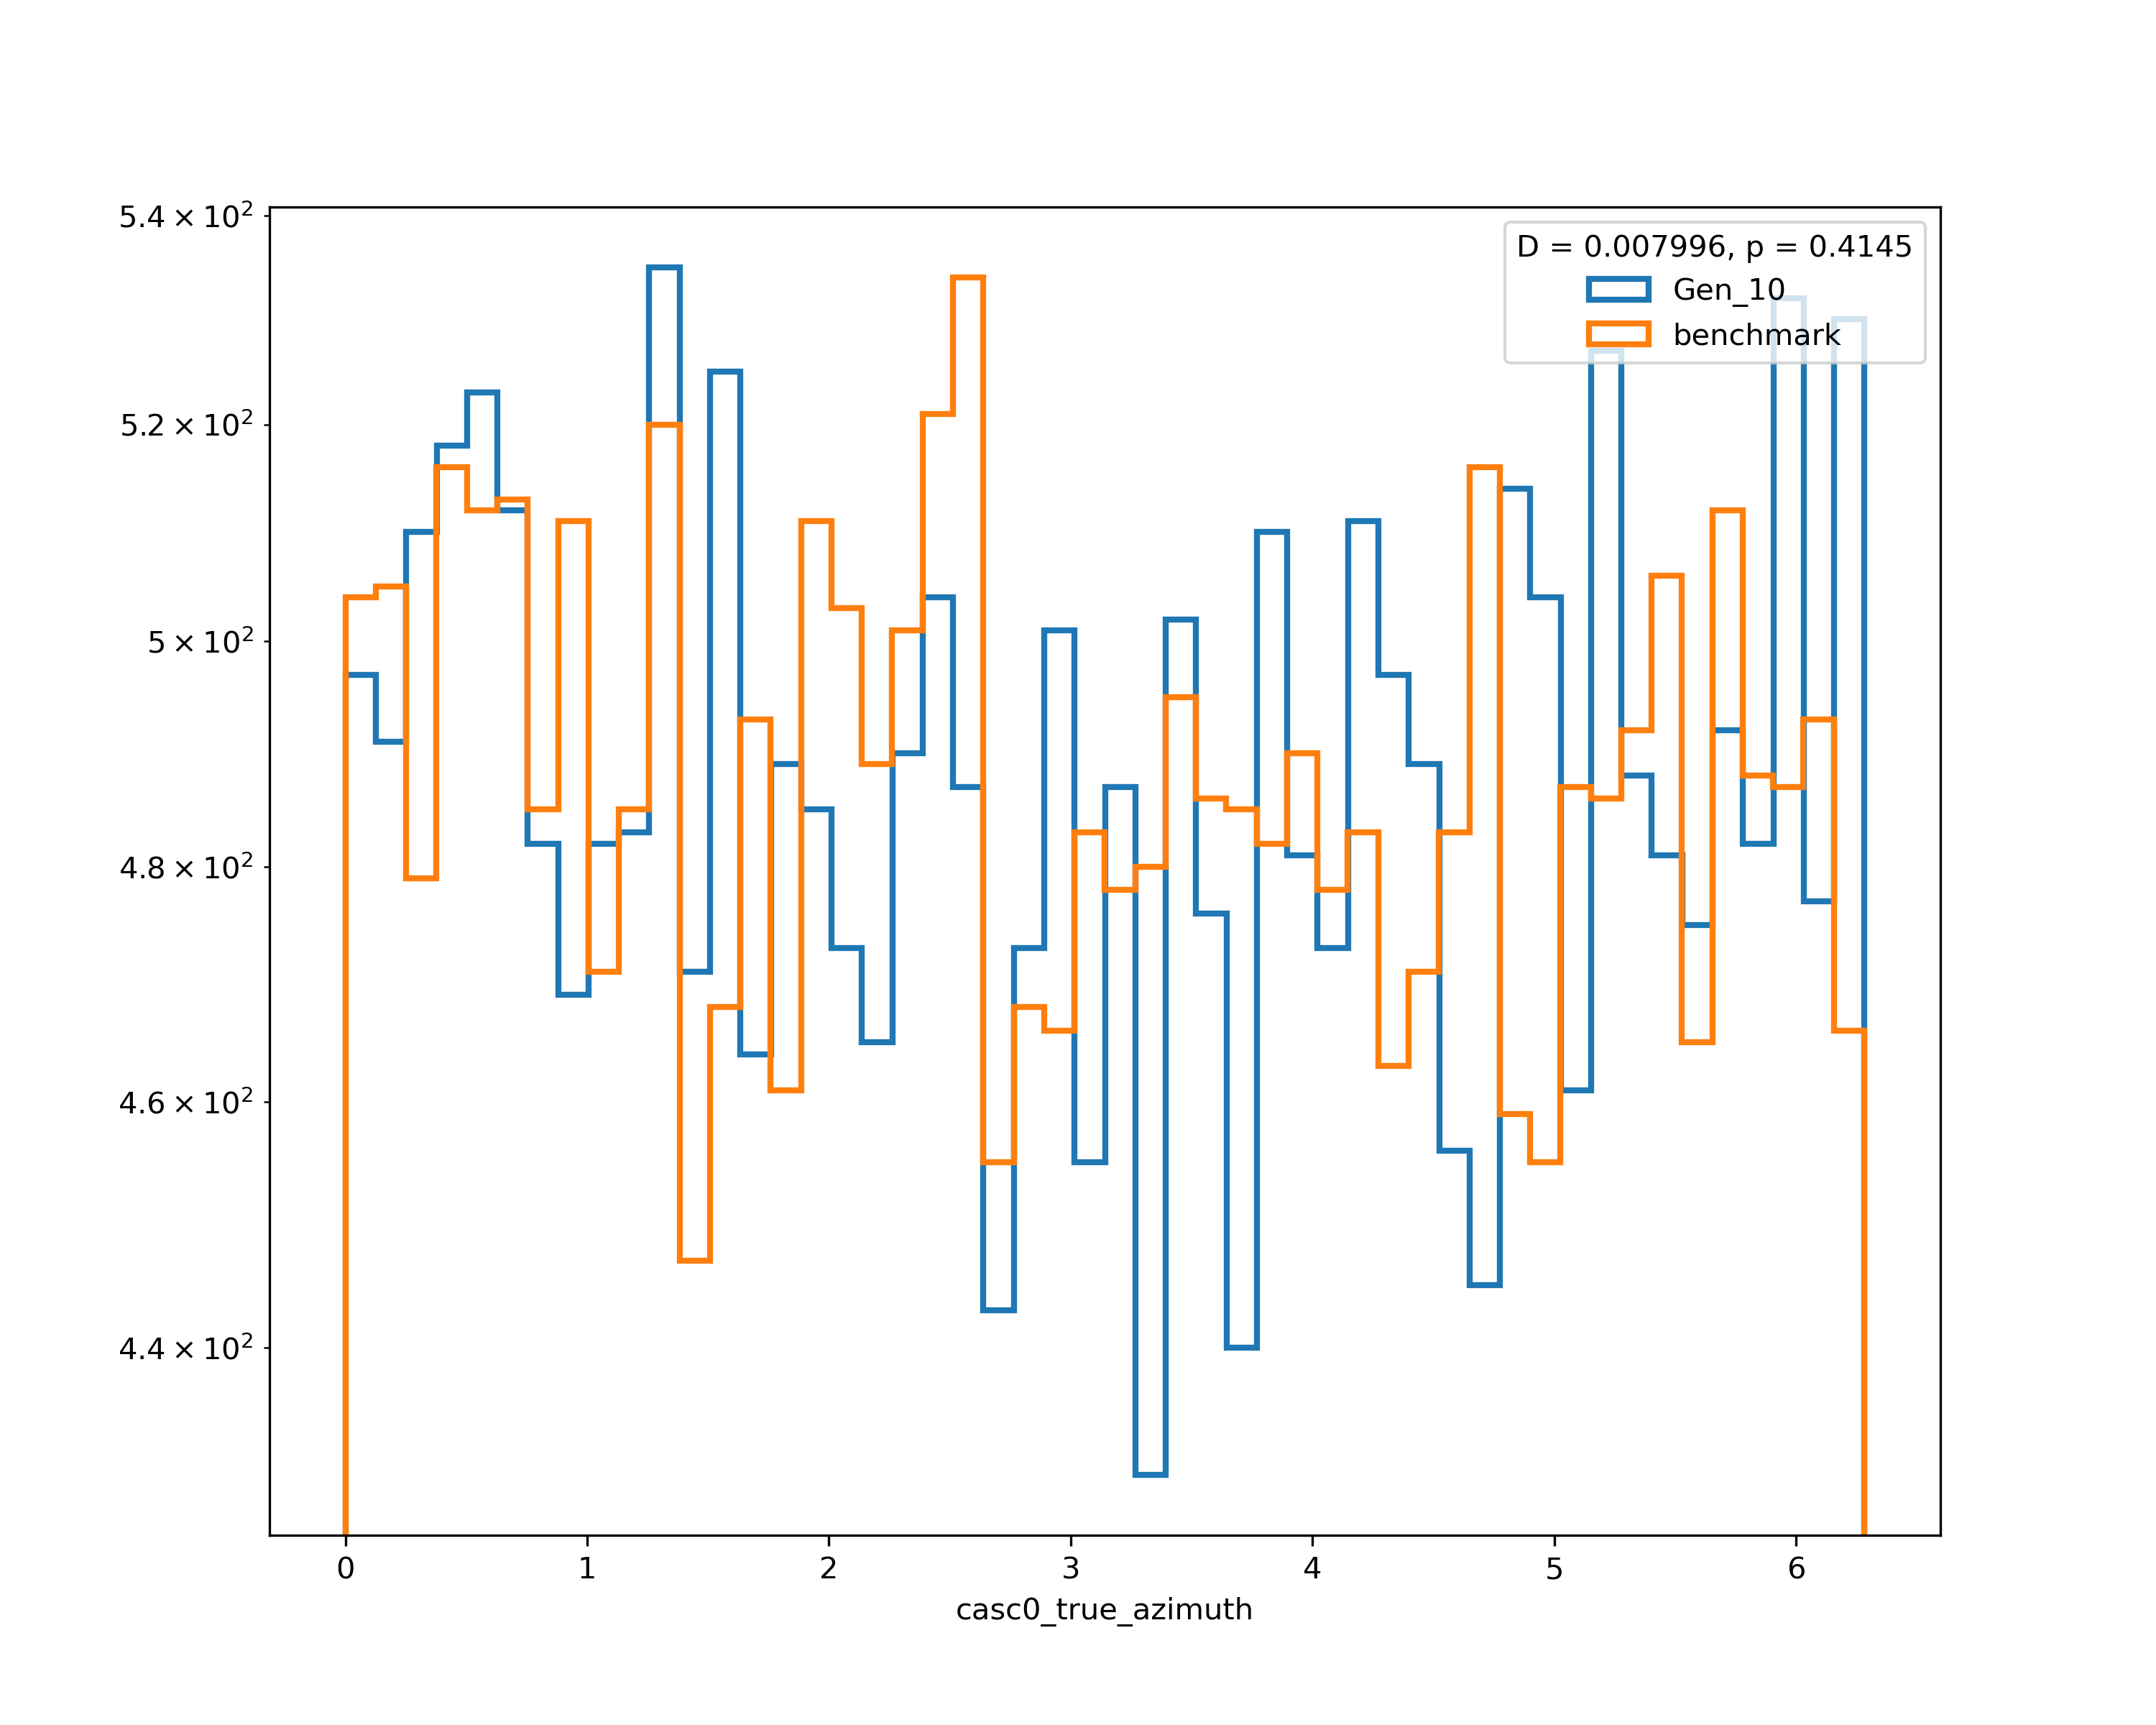 D = 0.007996, p = 0.4145
Gen_10
benchmark
5.4 × 10²
5.2 × 10²
5 × 10²
4.8 × 10²
4.6 × 10²
4.4 × 10²
0 1 2 3 4 5 6
casc0_true_azimuth